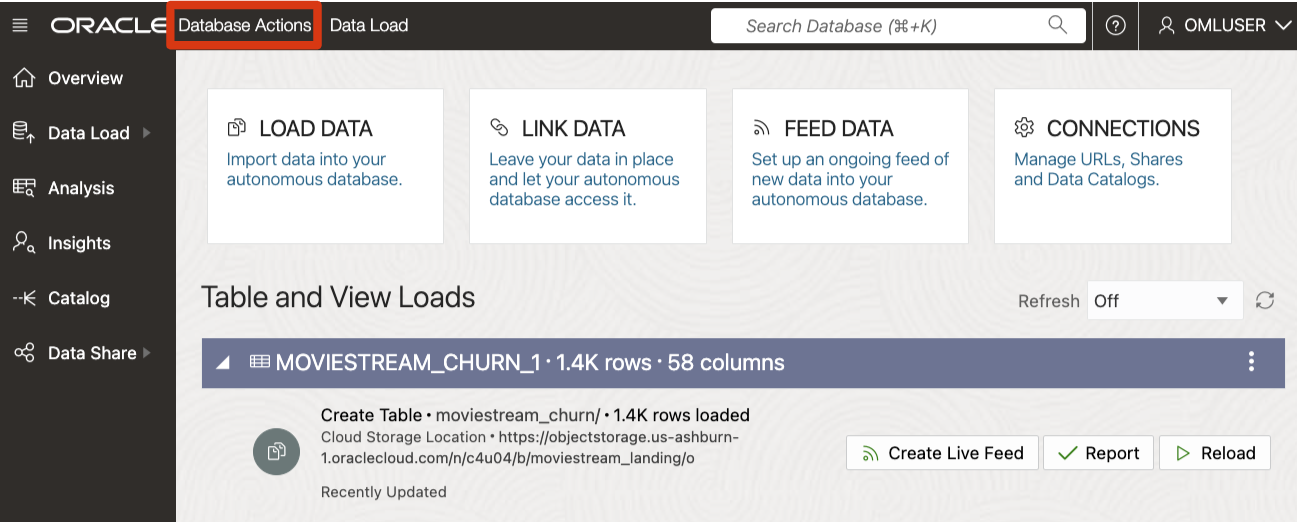 ORACLE Database Actions Data Load Search Database (⌘+K) OMLUSER
Overview
Data Load
Analysis
Insights
Catalog
Data Share
LOAD DATA
Import data into your
autonomous database.
LINK DATA
Leave your data in place
and let your autonomous
database access it.
FEED DATA
Set up an ongoing feed of
new data into your
autonomous database.
CONNECTIONS
Manage URLs, Shares
and Data Catalogs.
Table and View Loads
Refresh Off
MOVIESTREAM_CHURN_1 · 1.4K rows · 58 columns
Create Table • moviestream_churn/ • 1.4K rows loaded
Cloud Storage Location • https://objectstorage.us-ashburn-
1.oraclecloud.com/n/c4u04/b/moviestream_landing/o
Recently Updated
Create Live Feed Report Reload